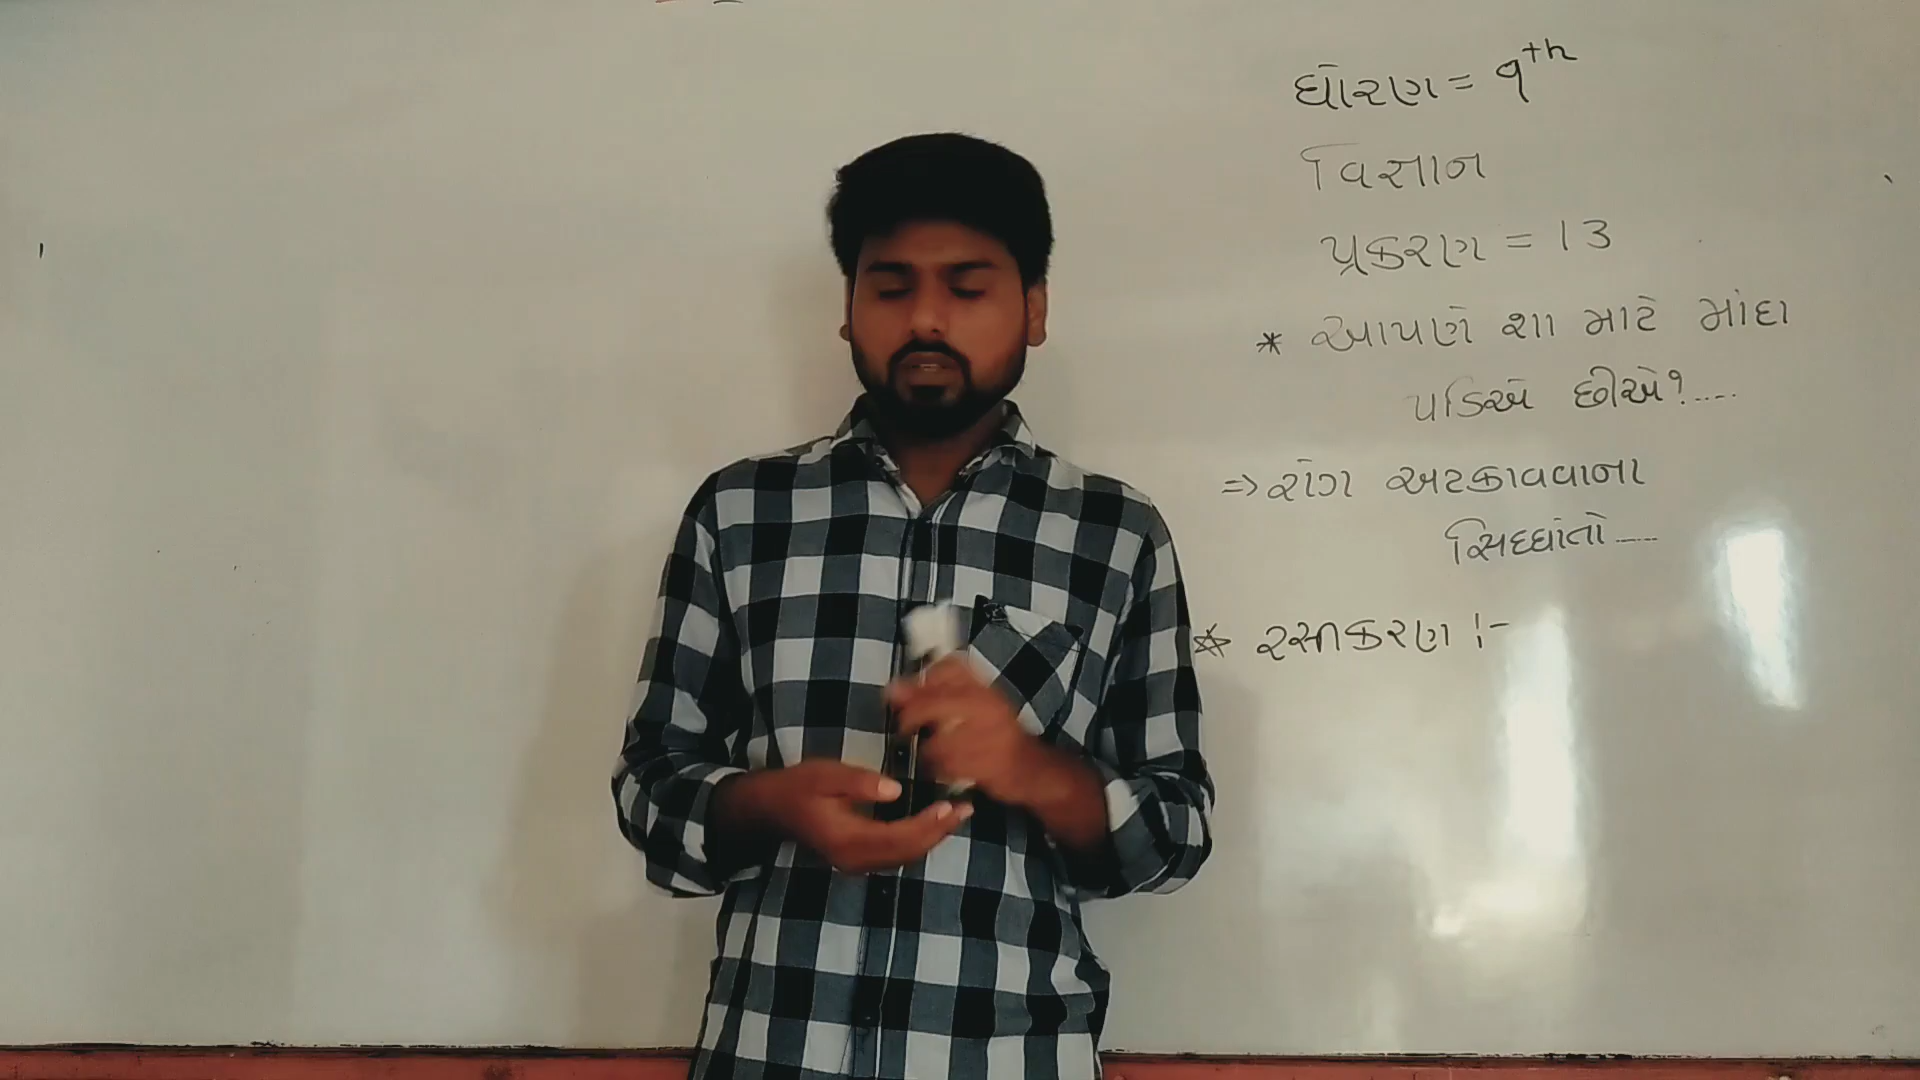 ધોરણ = 9th
વિજ્ઞાન
પ્રકરણ = 13
* આપણે શા માટે માંદા
પડિએ છીએ?....
=> રોગ અટકાવવાના
સિદ્ધાંતો.....
☆ રસીકરણ :-